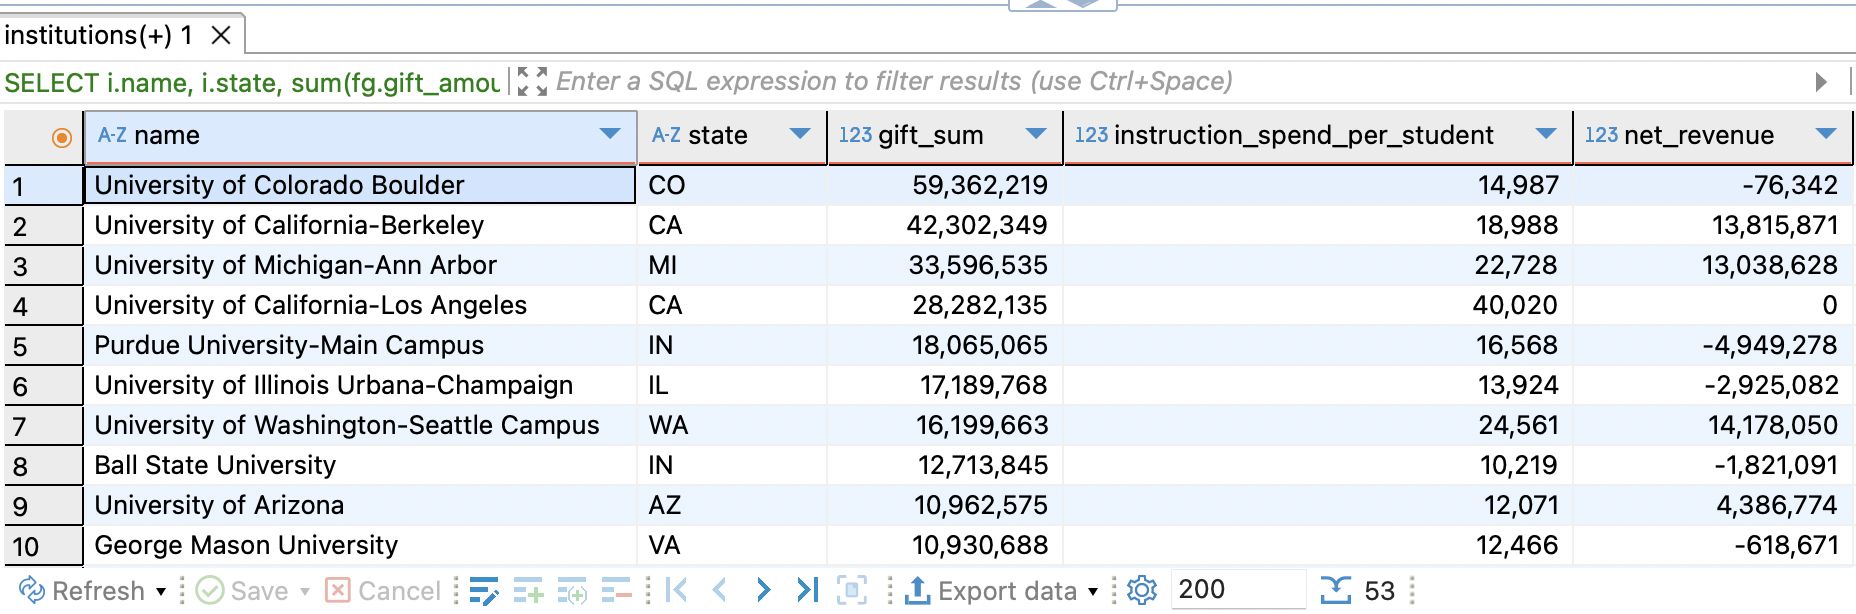 institutions(+) 1
SELECT i.name, i.state, sum(fg.gift_amou Enter a SQL expression to filter results (use Ctrl+Space)
A-Z name A-Z state 123 gift_sum 123 instruction_spend_per_student 123 net_revenue
1 University of Colorado Boulder CO 59,362,219 14,987 -76,342
2 University of California-Berkeley CA 42,302,349 18,988 13,815,871
3 University of Michigan-Ann Arbor MI 33,596,535 22,728 13,038,628
4 University of California-Los Angeles CA 28,282,135 40,020 0
5 Purdue University-Main Campus IN 18,065,065 16,568 -4,949,278
6 University of Illinois Urbana-Champaign IL 17,189,768 13,924 -2,925,082
7 University of Washington-Seattle Campus WA 16,199,663 24,561 14,178,050
8 Ball State University IN 12,713,845 10,219 -1,821,091
9 University of Arizona AZ 10,962,575 12,071 4,386,774
10 George Mason University VA 10,930,688 12,466 -618,671
Refresh Save Cancel Export data 200 53